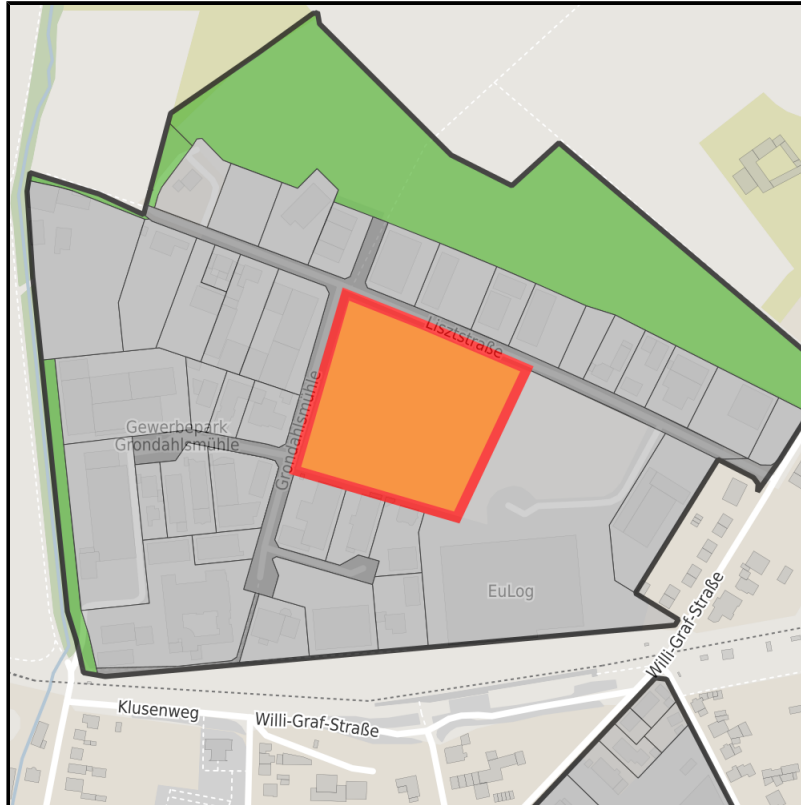 Lisztstraße
Grondahlsmühle
Gewerbepark
Grondahlsmühle
EuLog
Willi-Graf-Straße
Klusenweg
Willi-Graf-Straße